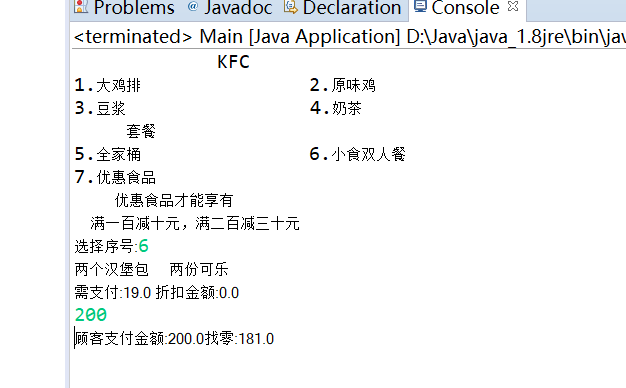 Problems @ Javadoc Declaration Console
<terminated> Main [Java Application] D:\Java\java_1.8jre\bin\jav
KFC
1.大鸡排 2.原味鸡
3.豆浆 4.奶茶
套餐
5.全家桶 6.小食双人餐
7.优惠食品
优惠食品才能享有
满一百减十元，满二百减三十元
选择序号:6
两个汉堡包 两份可乐
需支付:19.0 折扣金额:0.0
200
顾客支付金额:200.0找零:181.0